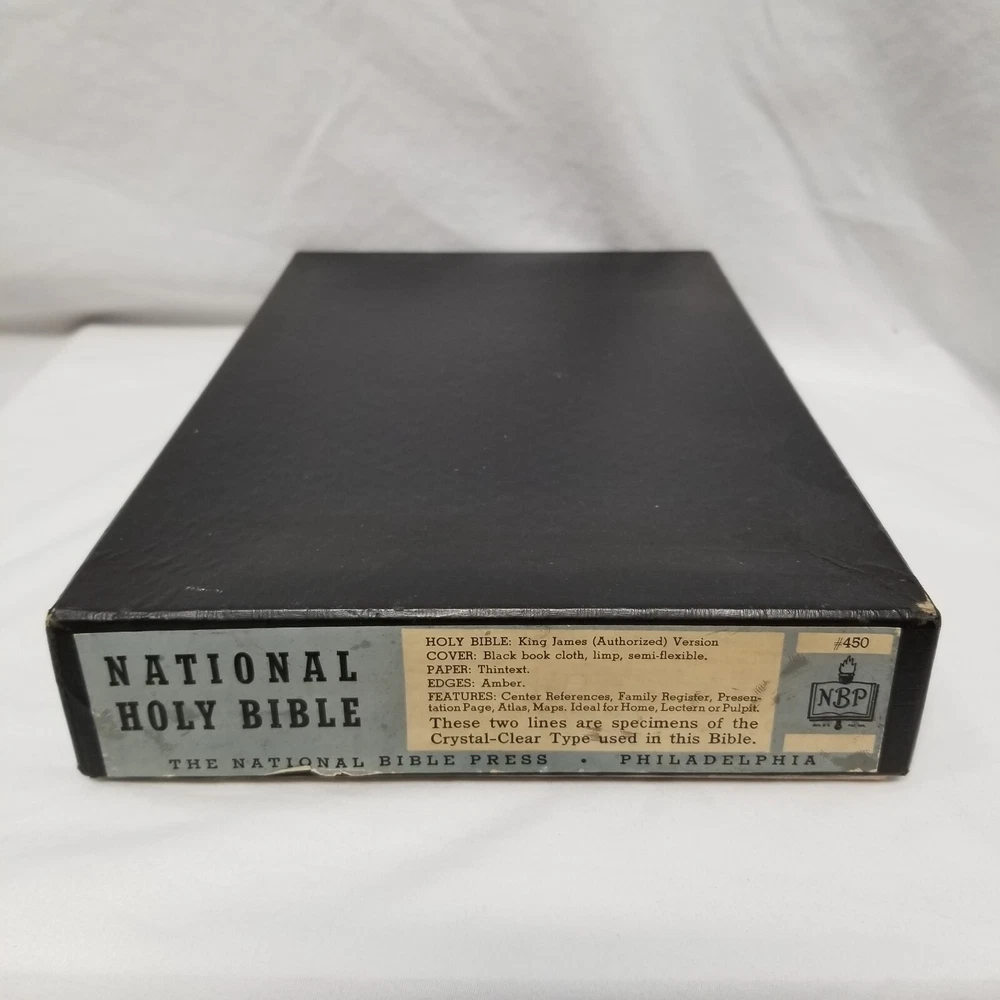 NATIONAL
HOLY BIBLE
HOLY BIBLE: King James (Authorized) Version
COVER: Black book cloth, limp, semi-flexible.
PAPER: Thintext.
EDGES: Amber.
FEATURES: Center References, Family Register, Presen-
tation Page, Atlas, Maps. Ideal for Home, Lectern or Pulpit.
These two lines are specimens of the
Crystal-Clear Type used in this Bible.
#450
NBP
THE NATIONAL BIBLE PRESS • PHILADELPHIA